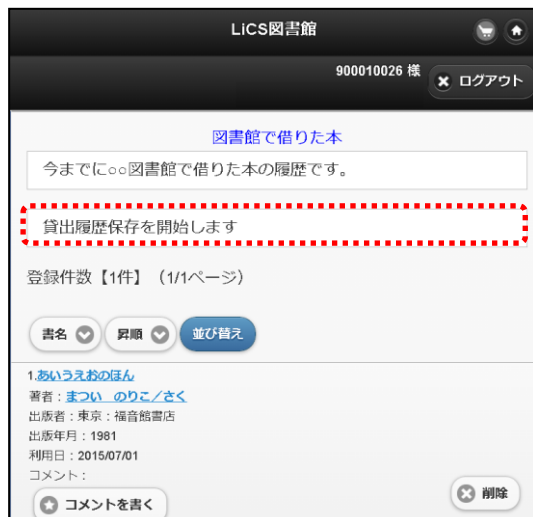 LiCS図書館
900010026 様
ログアウト
図書館で借りた本
今までに○○図書館で借りた本の履歴です。
貸出履歴保存を開始します
登録件数【1件】（1/1ページ）
書名 昇順 並び替え
1.あいうえおのほん
著者：まつい　のりこ／さく
出版者：東京：福音館書店
出版年月：1981
利用日：2015/07/01
コメント：
コメントを書く 削除